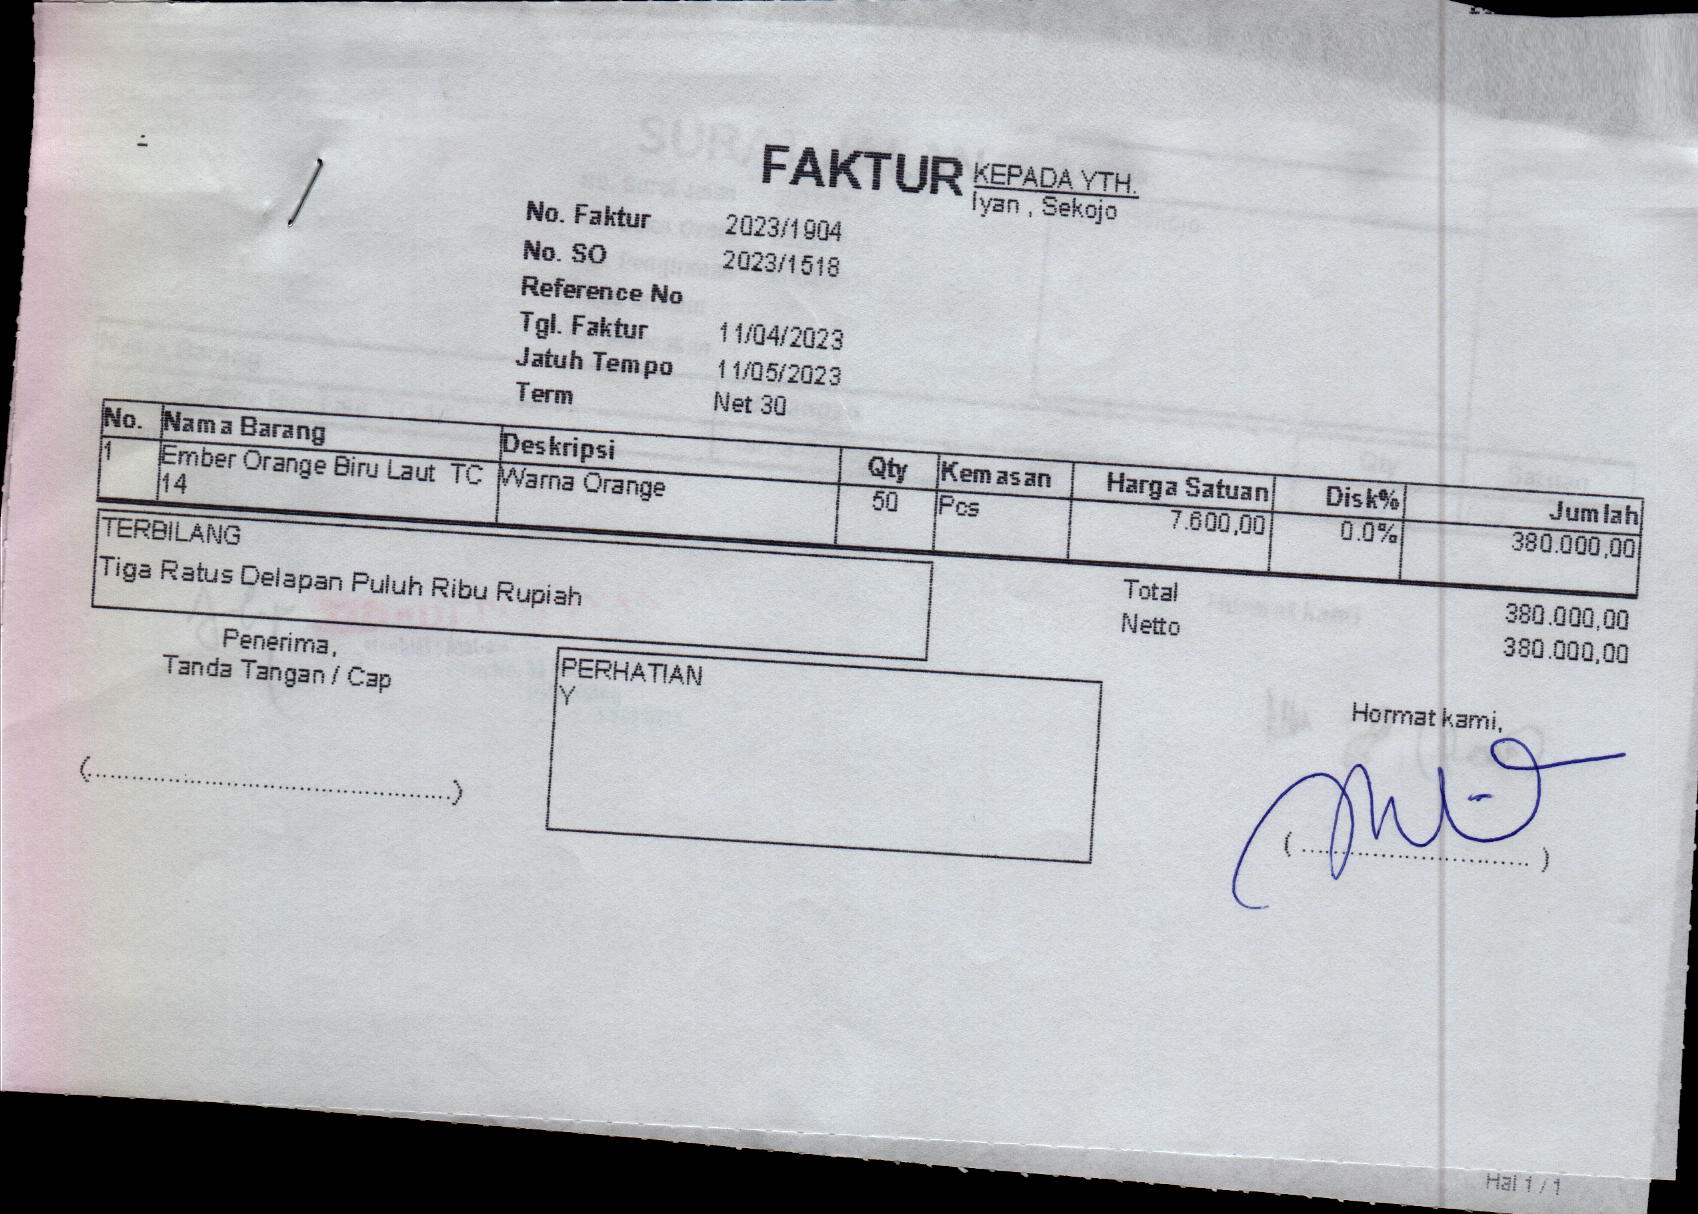 FAKTUR
KEPADA YTH.
Iyan , Sekojo
No. Faktur 2023/1904
No. SO 2023/1518
Reference No
Tgl. Faktur 11/04/2023
Jatuh Tempo 11/05/2023
Term Net 30
No. Nama Barang Deskripsi Qty Kemasan Harga Satuan Disk% Jumlah
1 Ember Orange Biru Laut TC Warna Orange 50 Pcs 7.600,00 0.0% 380.000,00
14
TERBILANG
Tiga Ratus Delapan Puluh Ribu Rupiah
Total 380.000,00
Netto 380.000,00
Penerima,
Tanda Tangan / Cap
PERHATIAN
Y
Hormat kami,
(....................................................)
(................................)
Hal 1 / 1